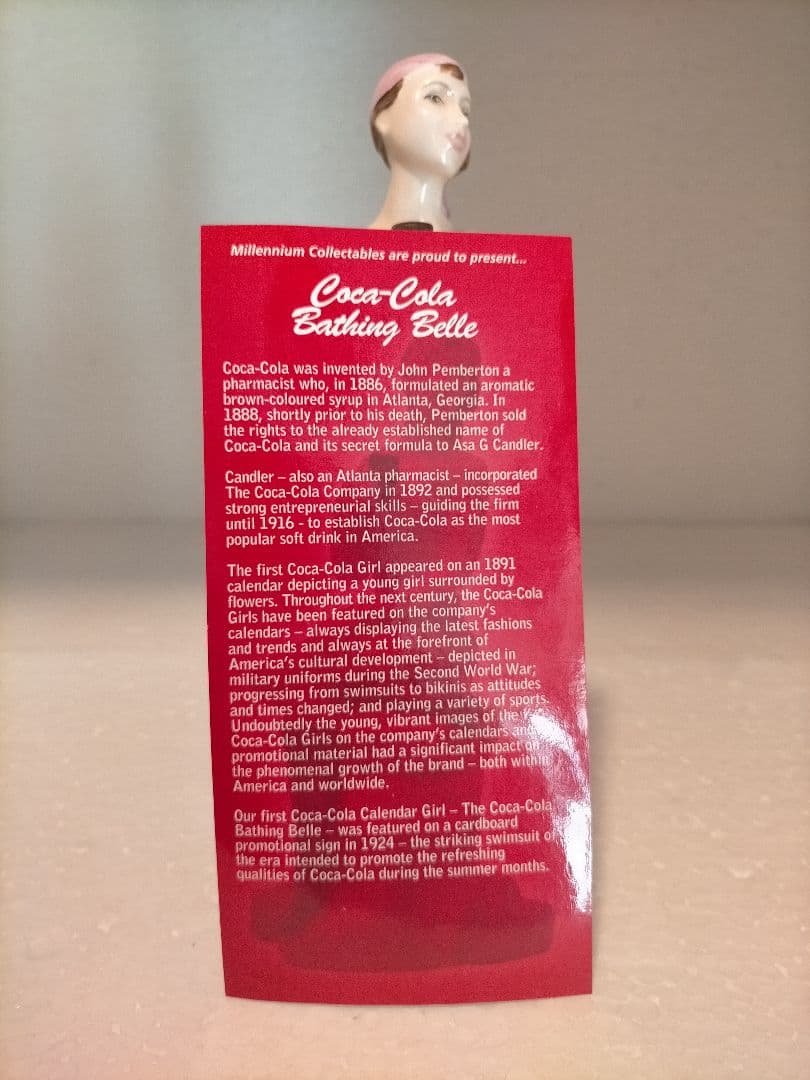 Millennium Collectables are proud to present...
Coca-Cola
Bathing Belle
Coca-Cola was invented by John Pemberton a
pharmacist who, in 1886, formulated an aromatic
brown-coloured syrup in Atlanta, Georgia. In
1888, shortly prior to his death, Pemberton sold
the rights to the already established name of
Coca-Cola and its secret formula to Asa G Candler.
Candler – also an Atlanta pharmacist – incorporated
The Coca-Cola Company in 1892 and possessed
strong entrepreneurial skills – guiding the firm
until 1916 - to establish Coca-Cola as the most
popular soft drink in America.
The first Coca-Cola Girl appeared on an 1891
calendar depicting a young girl surrounded by
flowers. Throughout the next century, the Coca-Cola
Girls have been featured on the company's
calendars – always displaying the latest fashions
and trends and always at the forefront of
America's cultural development – depicted in
military uniforms during the Second World War;
progressing from swimsuits to bikinis as attitudes
and times changed; and playing a variety of sports.
Undoubtedly the young, vibrant images of the
Coca-Cola Girls on the company's calendars and
promotional material had a significant impact on
the phenomenal growth of the brand – both within
America and worldwide.
Our first Coca-Cola Calendar Girl – The Coca-Cola
Bathing Belle – was featured on a cardboard
promotional sign in 1924 – the striking swimsuit of
the era intended to promote the refreshing
qualities of Coca-Cola during the summer months.